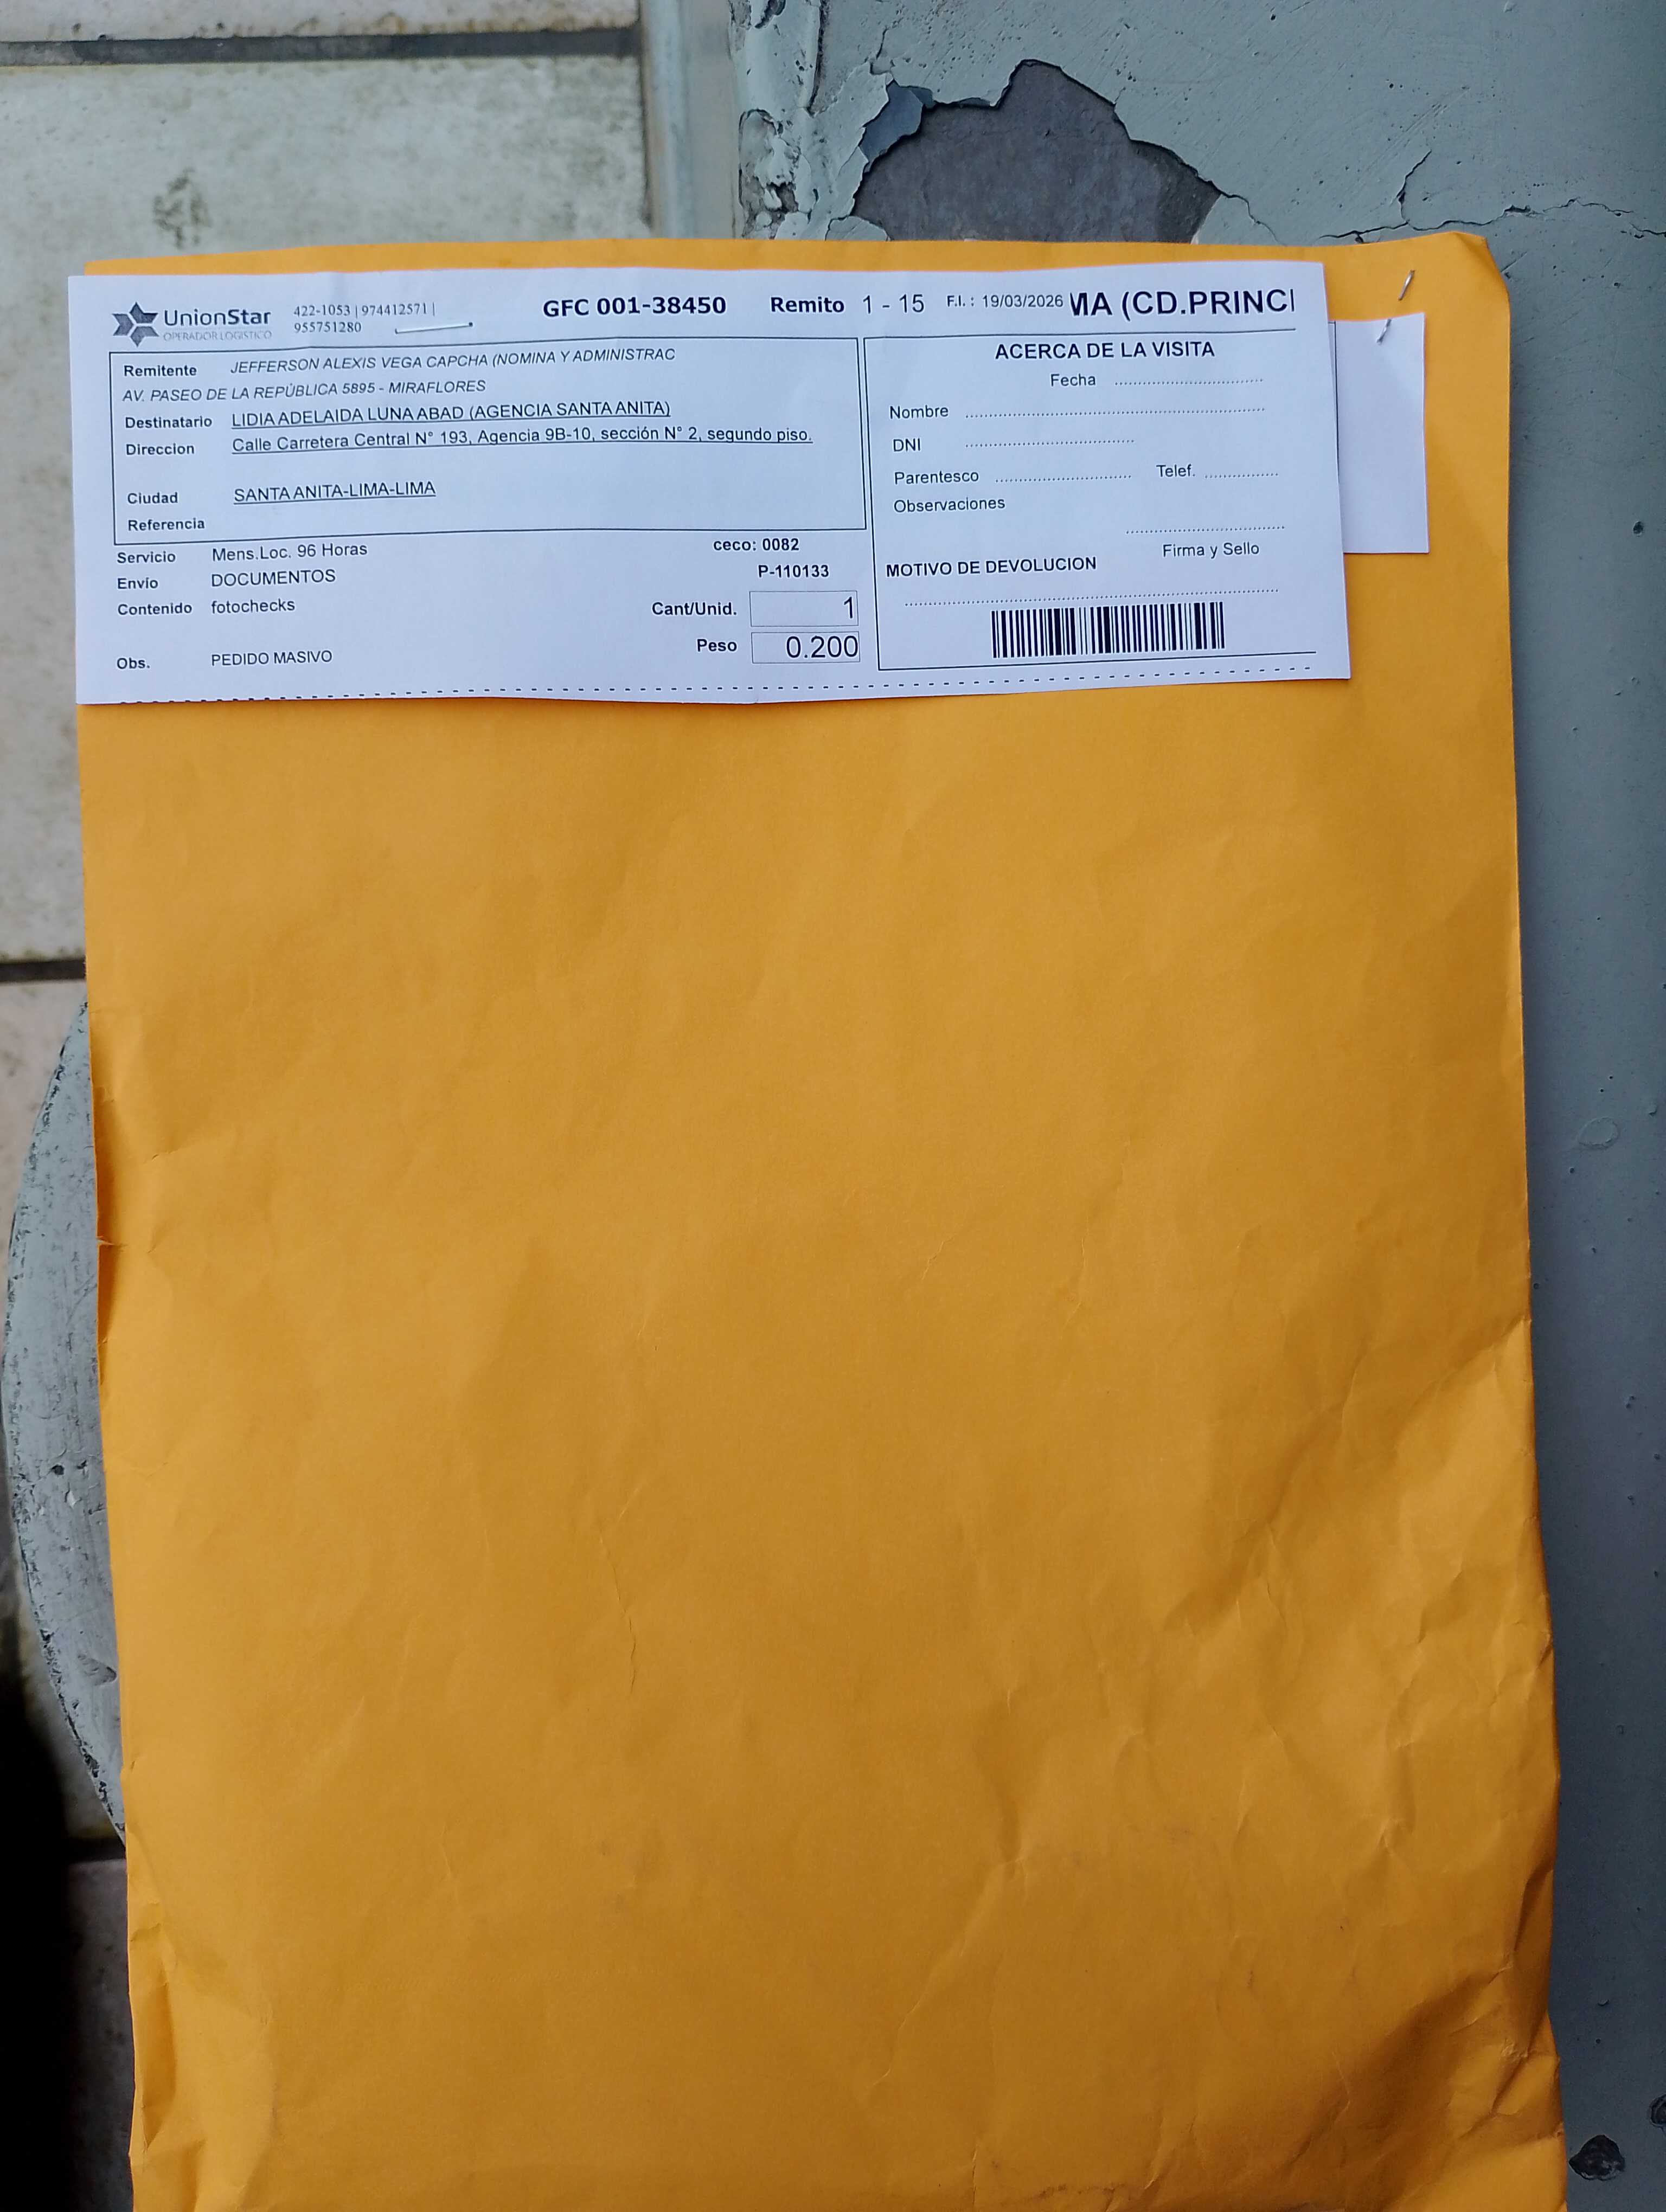 UnionStar
OPERADOR LOGISTICO
422-1053 | 974412571 |
955751280
GFC 001-38450 Remito 1 - 15 F.I. : 19/03/2026 MA (CD.PRINCI
Remitente JEFFERSON ALEXIS VEGA CAPCHA (NOMINA Y ADMINISTRAC
AV. PASEO DE LA REPÙBLICA 5895 - MIRAFLORES
Destinatario LIDIA ADELAIDA LUNA ABAD (AGENCIA SANTA ANITA)
Direccion Calle Carretera Central N° 193, Agencia 9B-10, sección N° 2, segundo piso.
Ciudad SANTA ANITA-LIMA-LIMA
Referencia
Servicio Mens.Loc. 96 Horas ceco: 0082
Envío DOCUMENTOS P-110133
Contenido fotochecks Cant/Unid. 1
Peso 0.200
Obs. PEDIDO MASIVO
ACERCA DE LA VISITA
Fecha
Nombre
DNI
Parentesco Telef.
Observaciones
Firma y Sello
MOTIVO DE DEVOLUCION